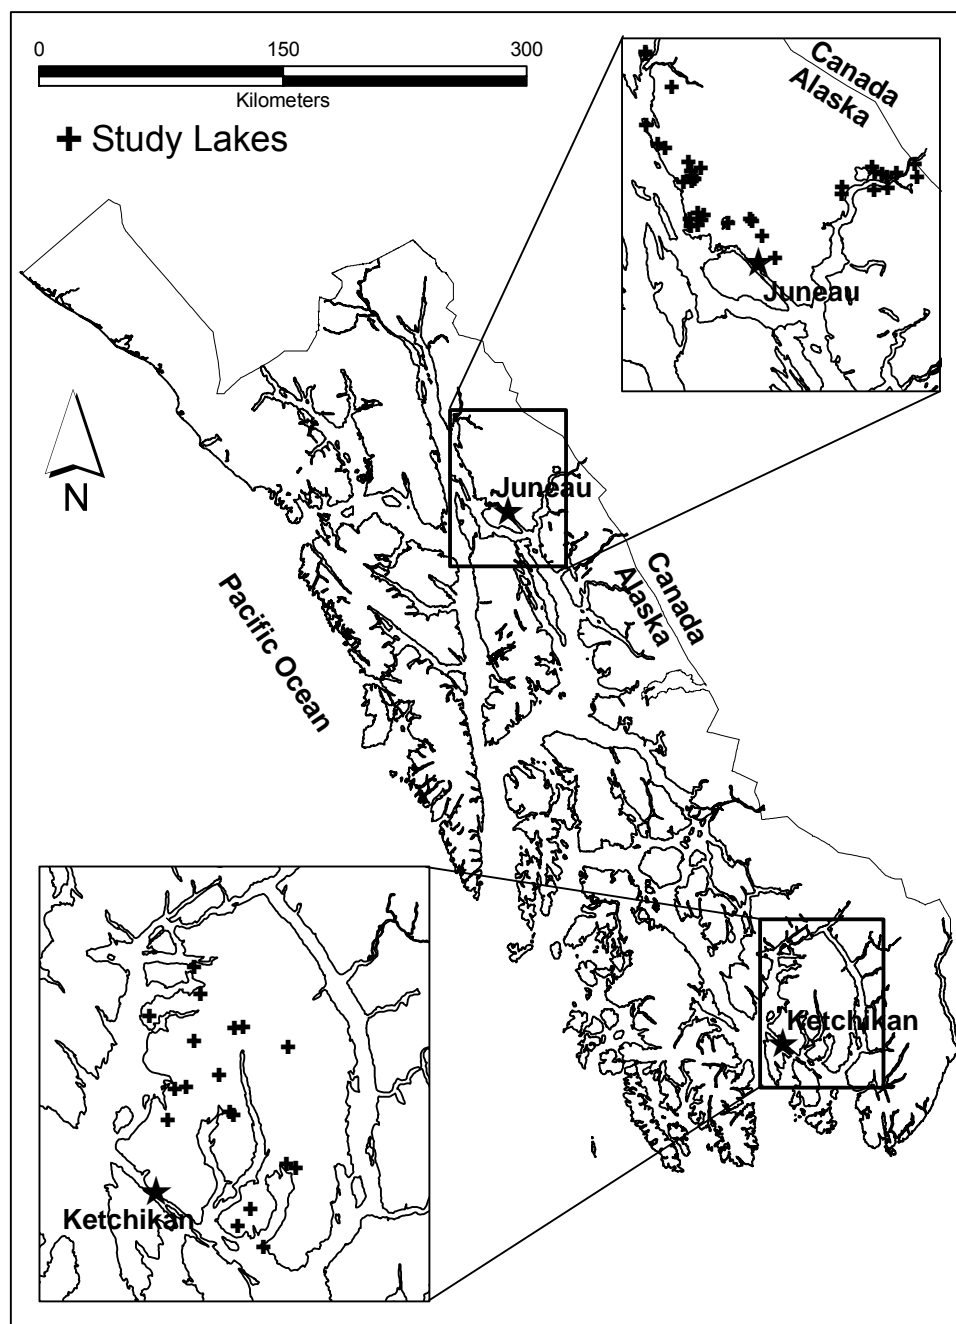 0 150 300
Kilometers
+ Study Lakes
Canada
Alaska
Juneau
N
Juneau
Canada
Alaska
Pacific Ocean
Ketchikan
Ketchikan